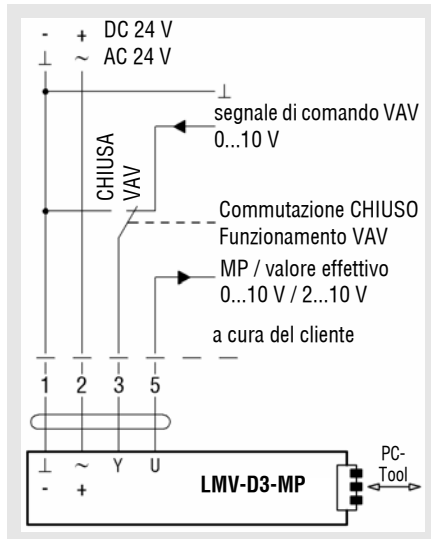 - + DC 24 V
⊥ ~ AC 24 V
⊥
segnale di comando VAV
0...10 V
CHIUSA
VAV
Commutazione CHIUSO
Funzionamento VAV
MP / valore effettivo
0...10 V / 2...10 V
a cura del cliente
1 2 3 5
⊥ ~ Y U
- +
LMV-D3-MP
PC-
Tool